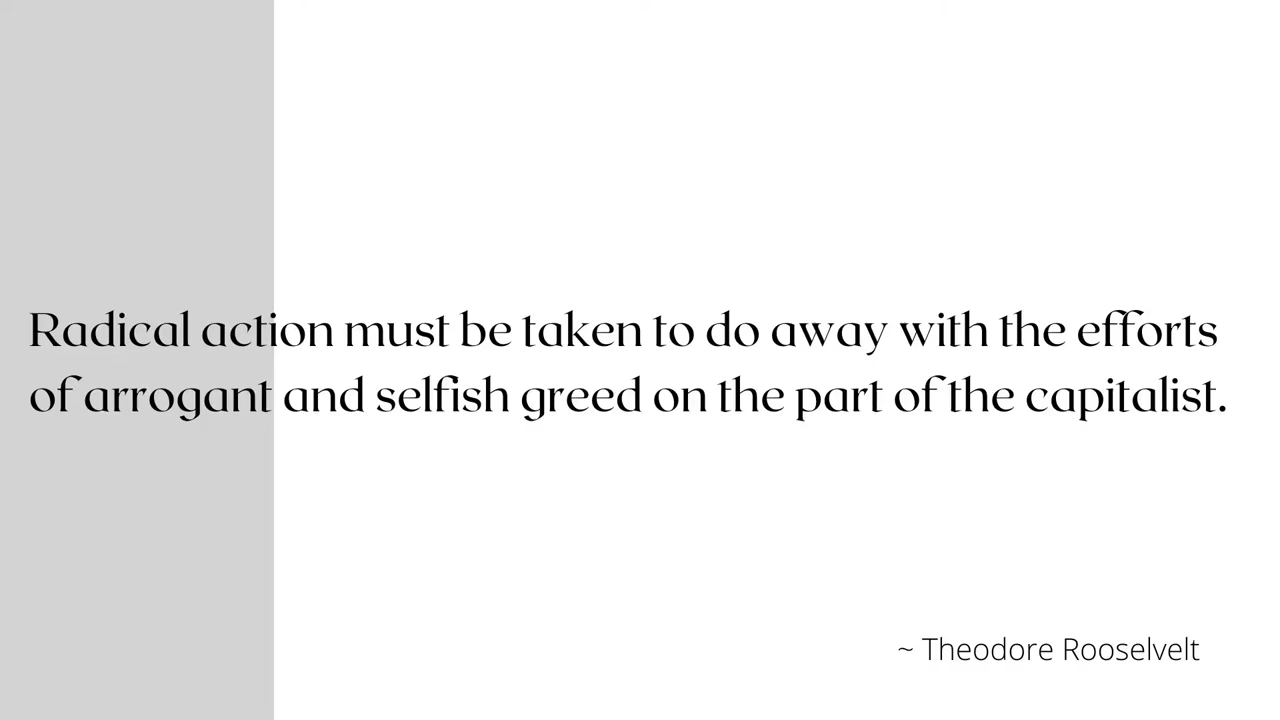 Radical action must be taken to do away with the efforts
of arrogant and selfish greed on the part of the capitalist.
~ Theodore Rooselvelt